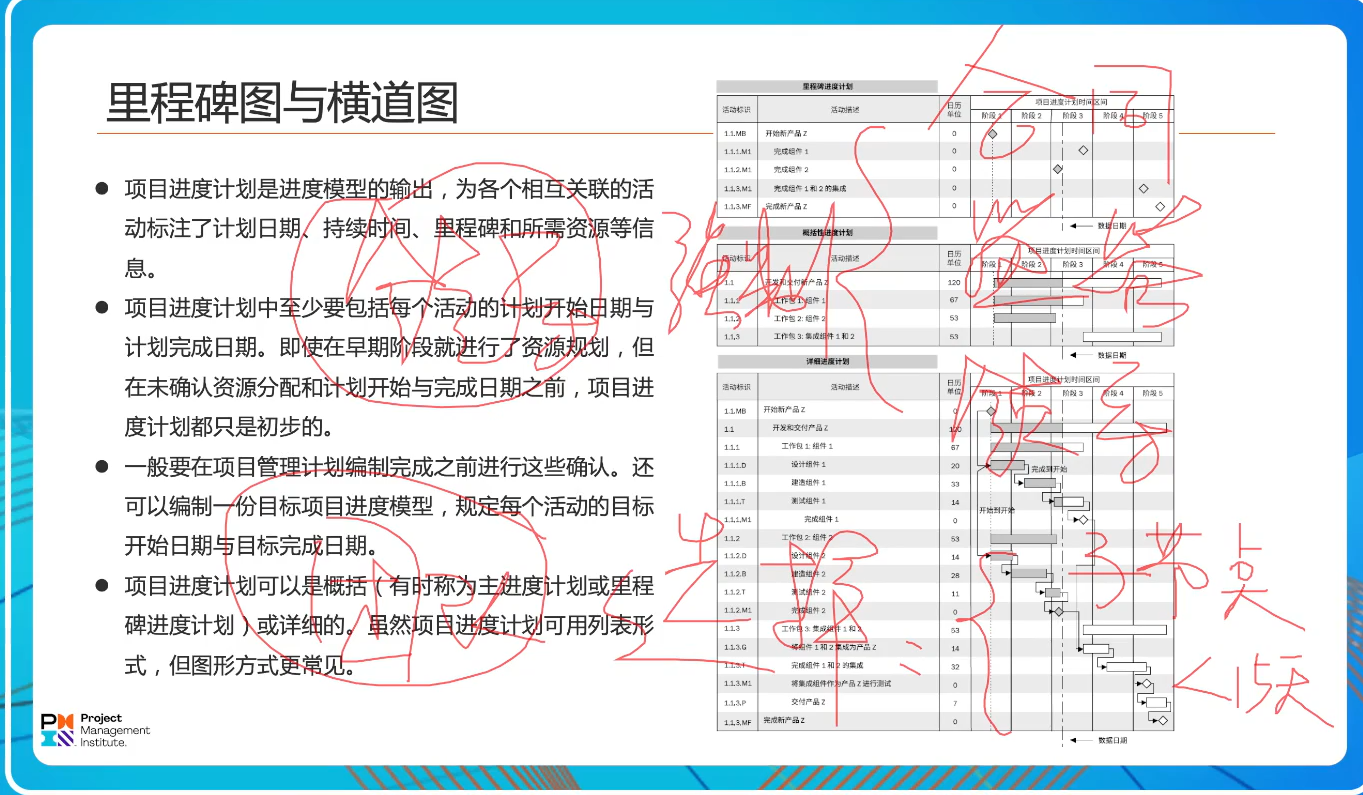 里程碑图与横道图
项目进度计划是进度模型的输出，为各个相互关联的活
动标注了计划日期、持续时间、里程碑和所需资源等信
息。
项目进度计划中至少要包括每个活动的计划开始日期与
计划完成日期。即使在早期阶段就进行了资源规划，但
在未确认资源分配和计划开始与完成日期之前，项目进
度计划都只是初步的。
一般要在项目管理计划编制完成之前进行这些确认。还
可以编制一份目标项目进度模型，规定每个活动的目标
开始日期与目标完成日期。
项目进度计划可以是概括（有时称为主进度计划或里程
碑进度计划）或详细的。虽然项目进度计划可用列表形
式，但图形方式更常见。
Project
Management
Institute.
里程碑进度计划
活动标识 活动描述 日历单位 项目进度计划时间区间
阶段 1 阶段 2 阶段 3 阶段 4 阶段 5
1.1.MB 开始新产品 Z 0
1.1.1.M1 完成组件 1 0
1.1.2.M1 完成组件 2 0
1.1.3.M1 完成组件 1 和 2 的集成 0
1.1.3.MF 完成新产品 Z 0
数据日期
概括性进度计划
活动标识 活动描述 日历单位 项目进度计划时间区间
阶段 1 阶段 2 阶段 3 阶段 4 阶段 5
1.1 开发和交付新产品 Z 120
1.1.1 工作包 1: 组件 1 67
1.1.2 工作包 2: 组件 2 53
1.1.3 工作包 3: 集成组件 1 和 2 53
数据日期
详细进度计划
活动标识 活动描述 日历单位 项目进度计划时间区间
阶段 1 阶段 2 阶段 3 阶段 4 阶段 5
1.1.MB 开始新产品 Z 0
1.1 开发和交付产品 Z 120
1.1.1 工作包 1: 组件 1 67
1.1.1.D 设计组件 1 20
完成到开始
1.1.1.B 建造组件 1 33
1.1.1.T 测试组件 1 14
开始到开始
1.1.1.M1 完成组件 1 0
1.1.2 工作包 2: 组件 2 53
1.1.2.D 设计组件 2 14
1.1.2.B 建造组件 2 28
1.1.2.T 测试组件 2 11
1.1.2.M1 完成组件 2 0
1.1.3 工作包 3: 集成组件 1 和 2 53
1.1.3.G 将组件 1 和 2 集成为产品 Z 14
1.1.3.T 完成组件 1 和 2 的集成 32
1.1.3.M1 将集成组件作为产品 Z 进行测试 0
1.1.3.P 交付产品 Z 7
1.1.3.MF 完成新产品 Z 0
数据日期
合同
<15天